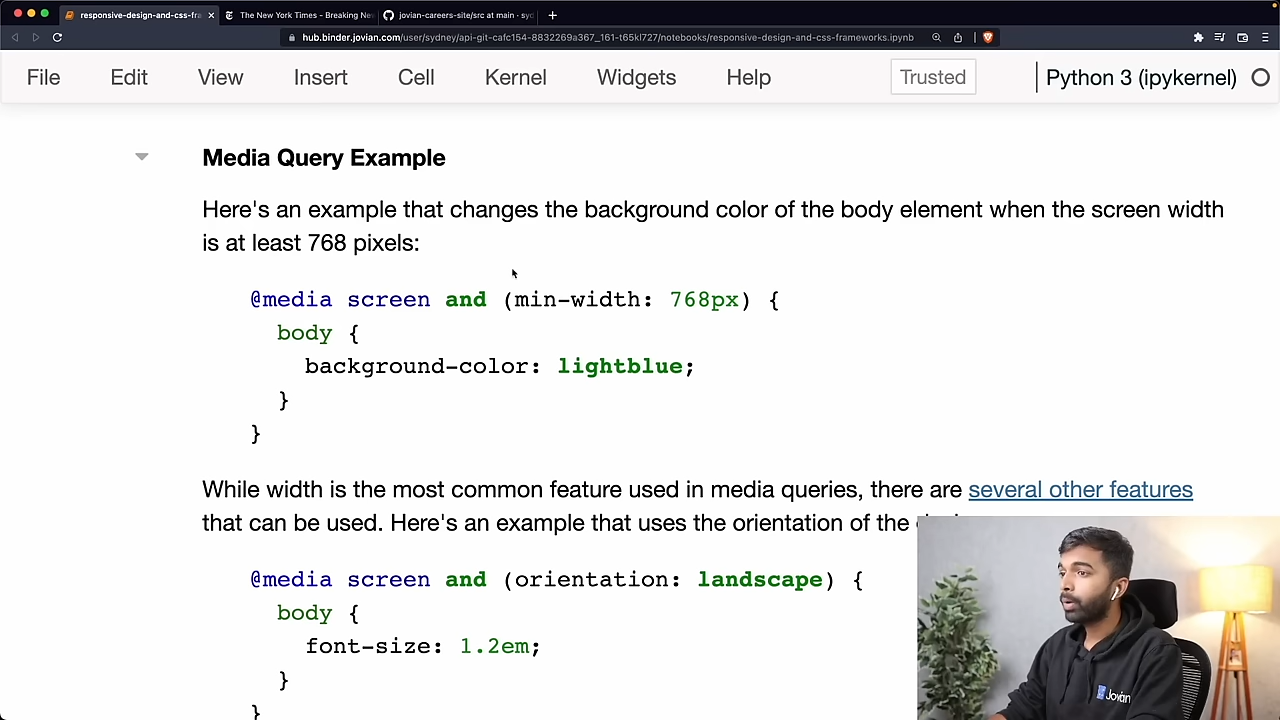 responsive-design-and-css-fra
The New York Times - Breaking New
jovian-careers-site/src at main · syd
hub.binder.jovian.com/user/sydney/api-git-cafc154-8832269a367_161-t65kl727/notebooks/responsive-design-and-css-frameworks.ipynb
File Edit View Insert Cell Kernel Widgets Help Trusted Python 3 (ipykernel)
Media Query Example
Here's an example that changes the background color of the body element when the screen width
is at least 768 pixels:
@media screen and (min-width: 768px) {
body {
background-color: lightblue;
}
}
While width is the most common feature used in media queries, there are several other features
that can be used. Here's an example that uses the orientation of the
@media screen and (orientation: landscape) {
body {
font-size: 1.2em;
}
}
Jovian